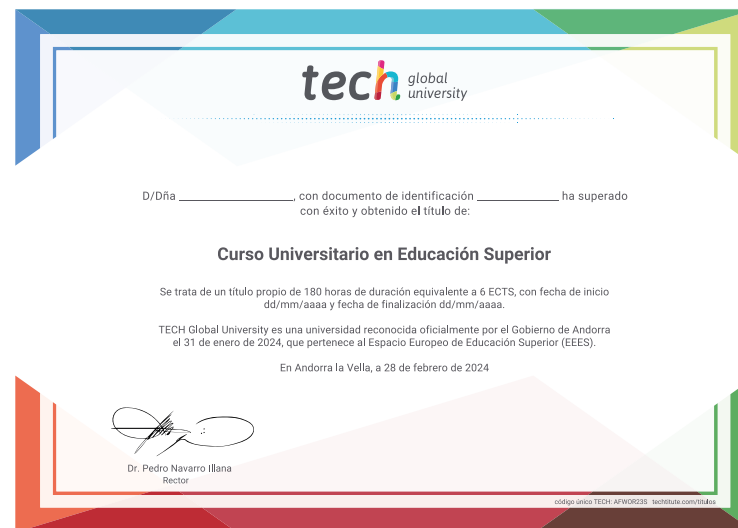 tech global
university
D/Dña ______________, con documento de identificación ____________ ha superado
con éxito y obtenido el título de:
Curso Universitario en Educación Superior
Se trata de un título propio de 180 horas de duración equivalente a 6 ECTS, con fecha de inicio
dd/mm/aaaa y fecha de finalización dd/mm/aaaa.
TECH Global University es una universidad reconocida oficialmente por el Gobierno de Andorra
el 31 de enero de 2024, que pertenece al Espacio Europeo de Educación Superior (EEES).
En Andorra la Vella, a 28 de febrero de 2024
Dr. Pedro Navarro Illana
Rector
código único TECH: AFWOR23S techtitute.com/titulos